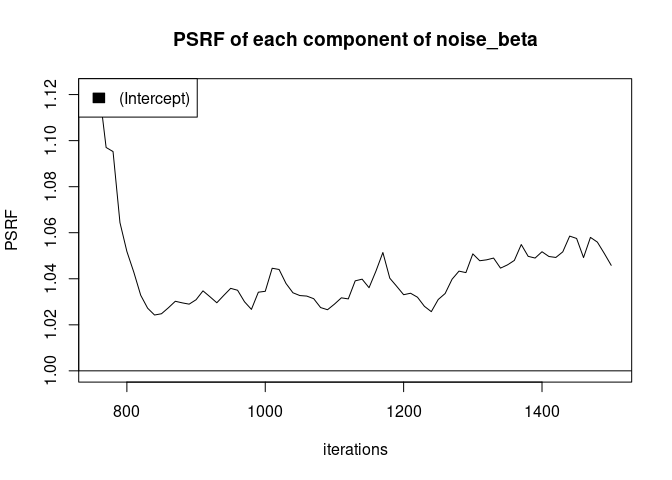 PSRF of each component of noise_beta
(Intercept)
PSRF
1.12
1.10
1.08
1.06
1.04
1.02
1.00
800 1000 1200 1400
iterations